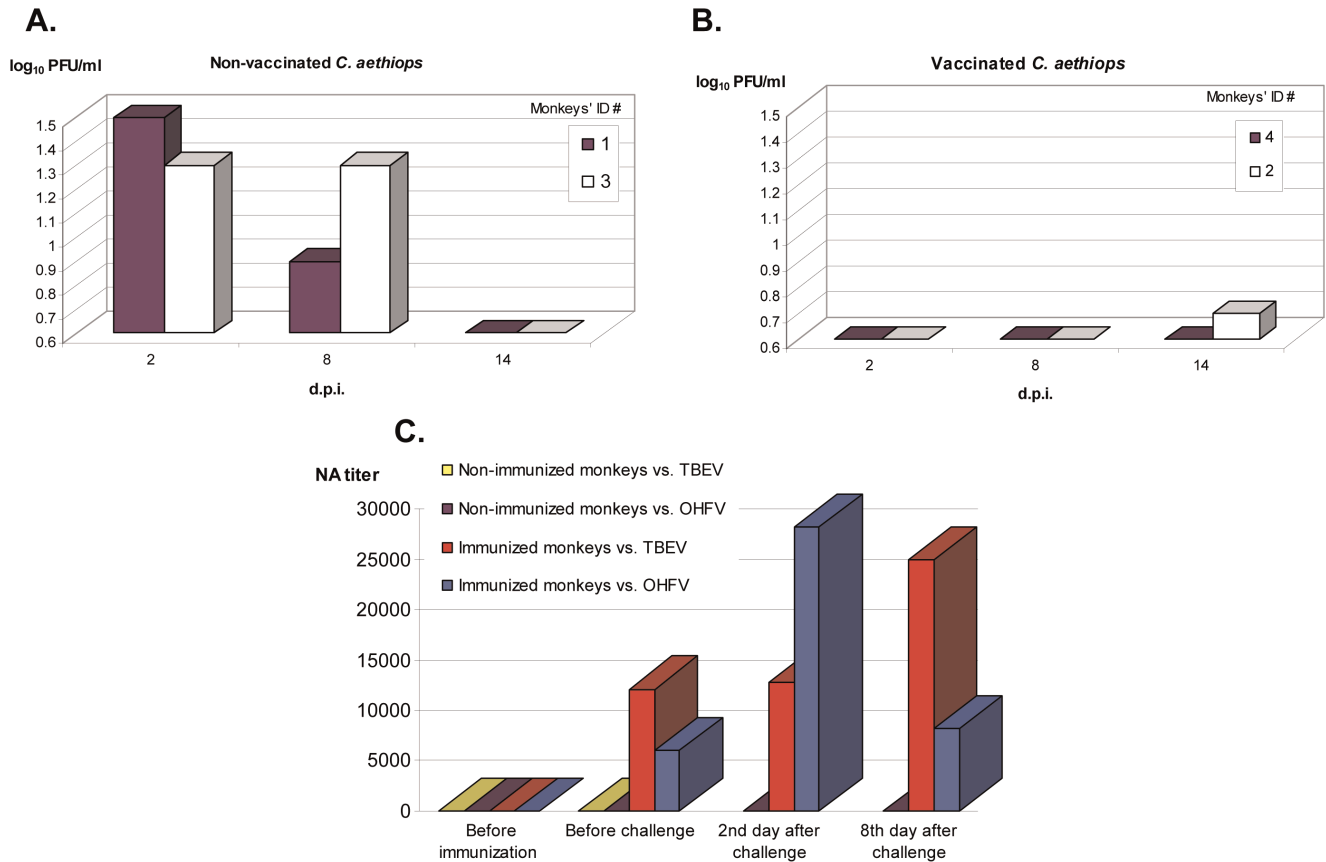 A.
log10 PFU/ml
Non-vaccinated C. aethiops
Monkeys' ID #
1
3
1.5
1.4
1.3
1.2
1.1
1
0.9
0.8
0.7
0.6
2
8
14
d.p.i.
B.
log10 PFU/ml
Vaccinated C. aethiops
Monkeys' ID #
4
2
1.5
1.4
1.3
1.2
1.1
1
0.9
0.8
0.7
0.6
2
8
14
d.p.i.
C.
NA titer
Non-immunized monkeys vs. TBEV
Non-immunized monkeys vs. OHFV
Immunized monkeys vs. TBEV
Immunized monkeys vs. OHFV
30000
25000
20000
15000
10000
5000
0
Before
immunization
Before challenge
2nd day after
challenge
8th day after
challenge